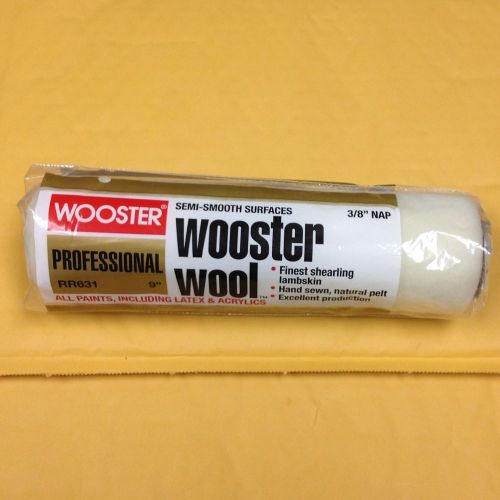 WOOSTER®
PROFESSIONAL
RR631 9"
SEMI-SMOOTH SURFACES 3/8" NAP
wooster
wool™
• Finest shearling
lambskin
• Hand sewn, natural pelt
• Excellent production
ALL PAINTS, INCLUDING LATEX & ACRYLICS